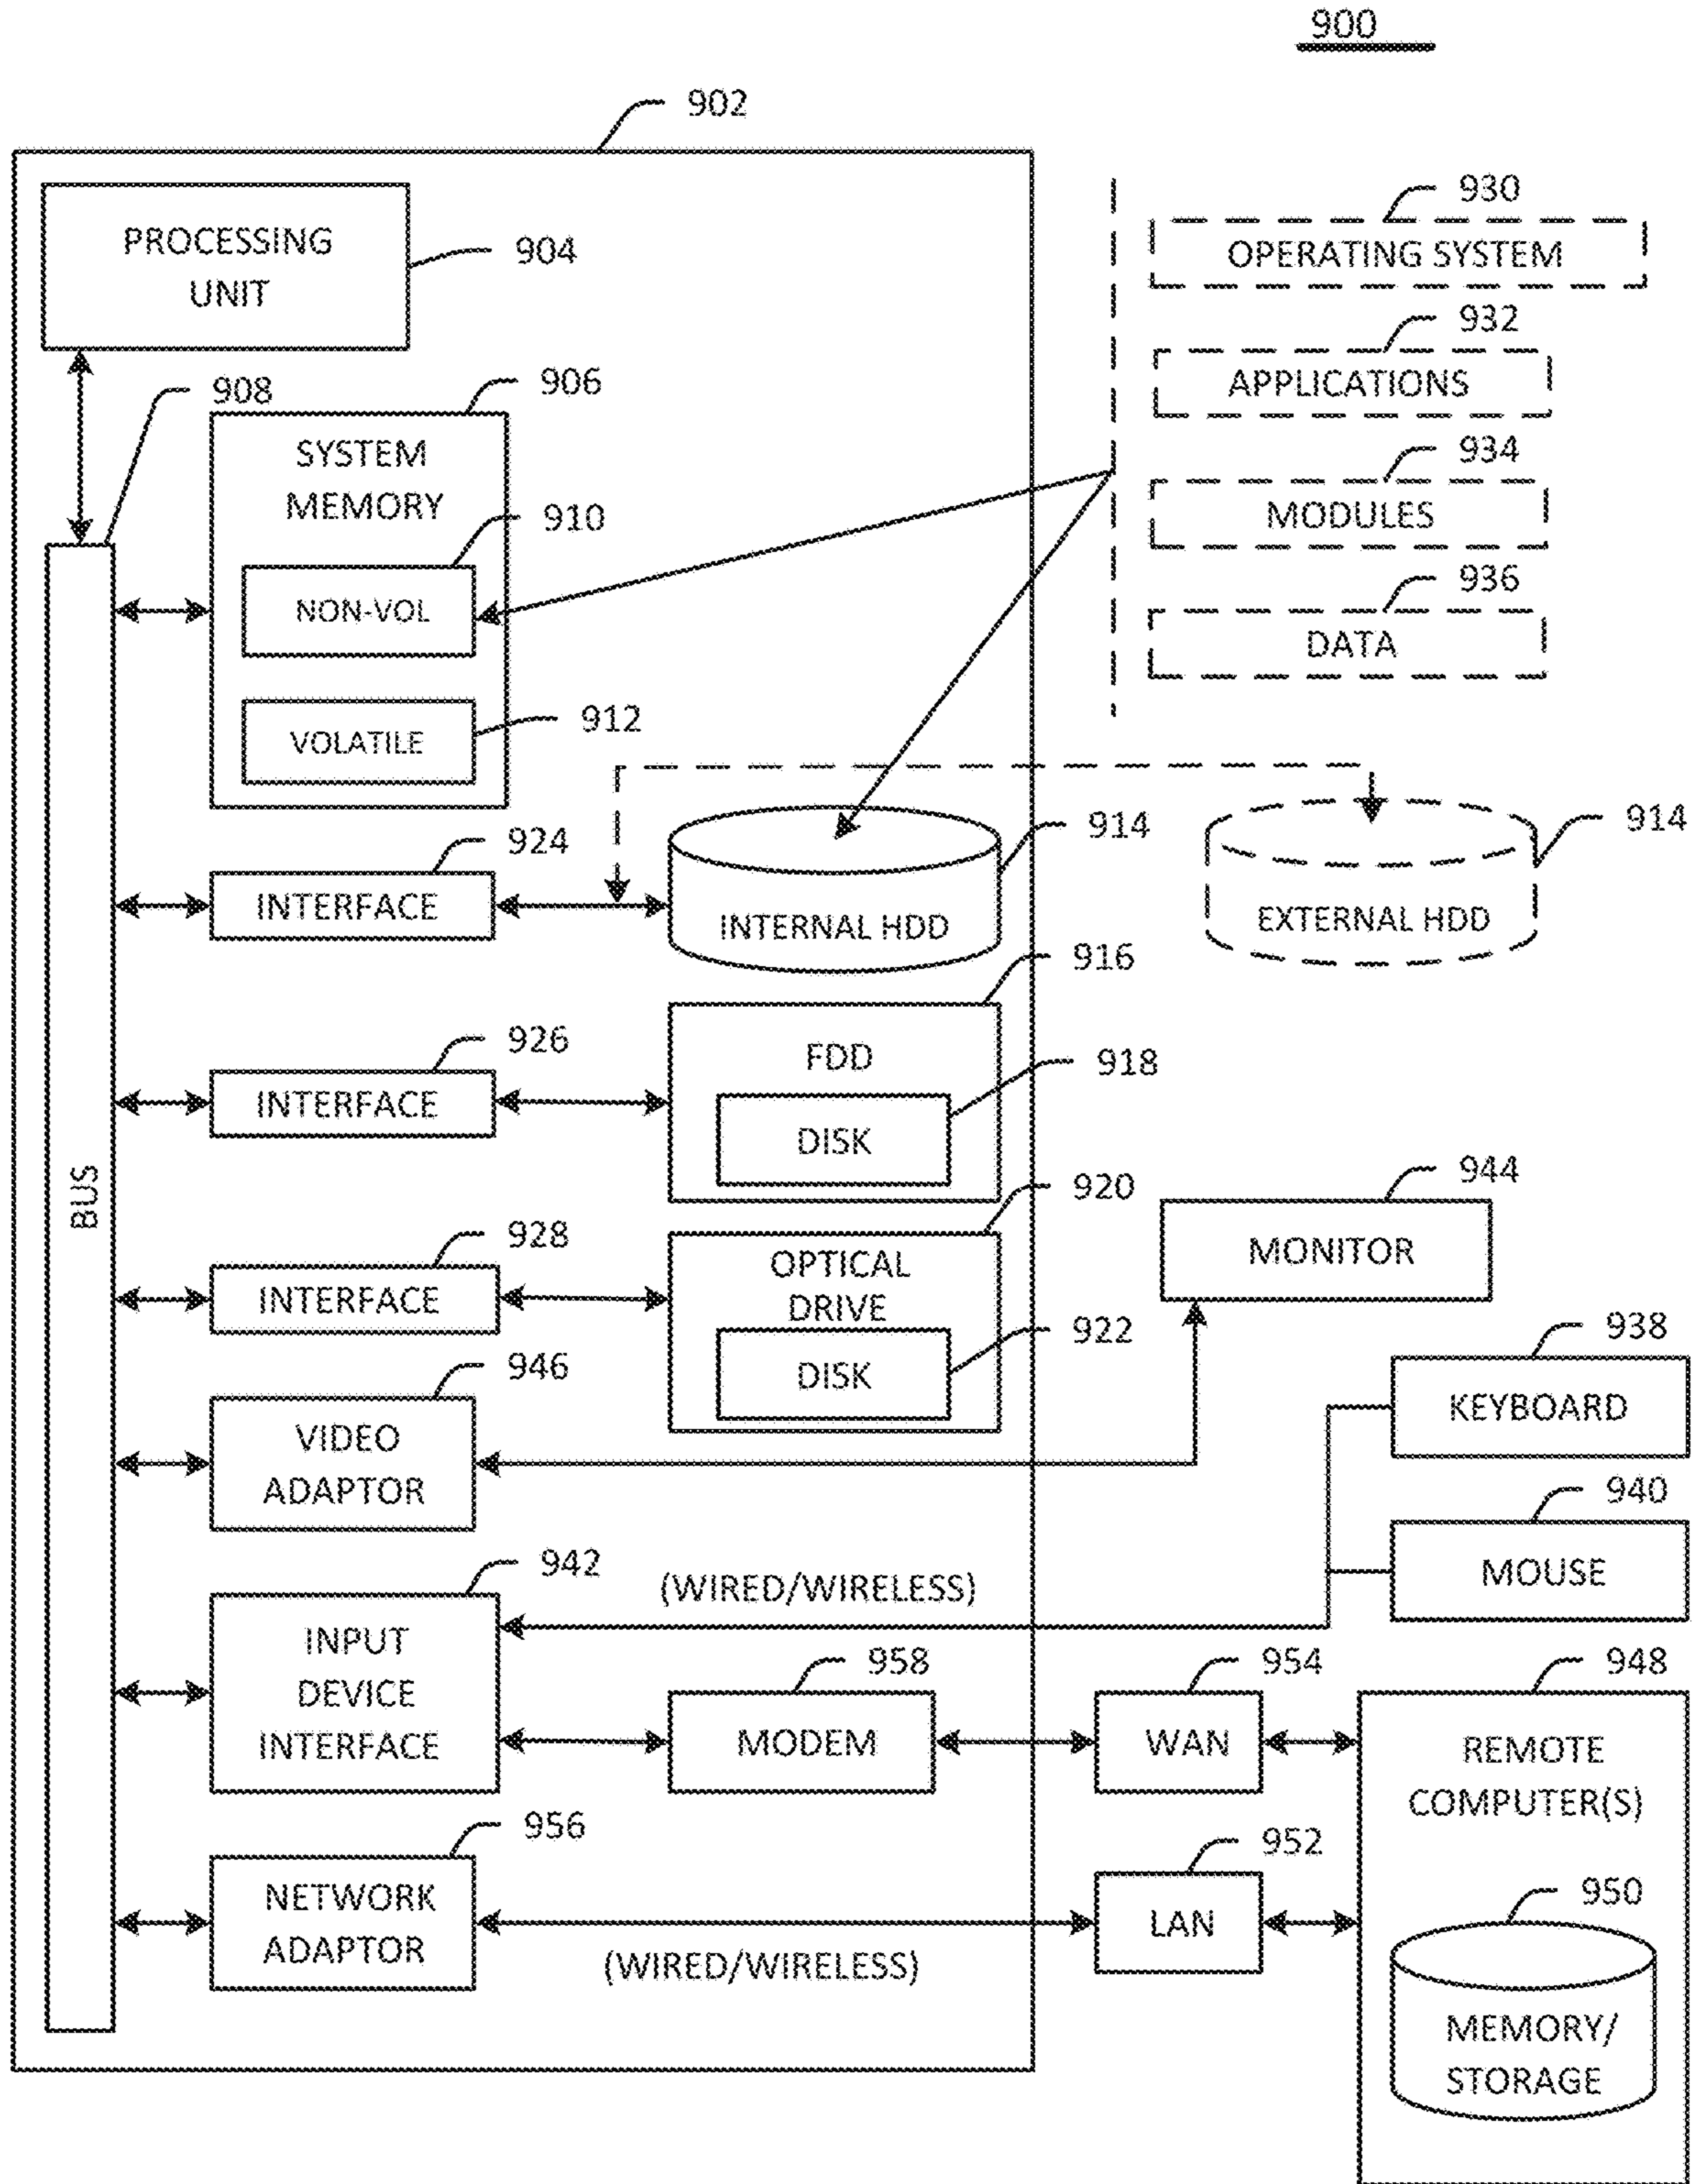 900
902
PROCESSING
UNIT
904
930
OPERATING SYSTEM
932
APPLICATIONS
934
MODULES
936
DATA
908
906
SYSTEM
MEMORY
910
NON-VOL
912
VOLATILE
924
INTERFACE
914
INTERNAL HDD
914
EXTERNAL HDD
916
926
INTERFACE
FDD
918
DISK
BUS
920
928
INTERFACE
OPTICAL
DRIVE
922
DISK
944
MONITOR
938
KEYBOARD
946
VIDEO
ADAPTOR
940
MOUSE
942
(WIRED/WIRELESS)
INPUT
DEVICE
INTERFACE
958
MODEM
954
WAN
948
REMOTE
COMPUTER(S)
956
NETWORK
ADAPTOR
(WIRED/WIRELESS)
952
LAN
950
MEMORY/
STORAGE